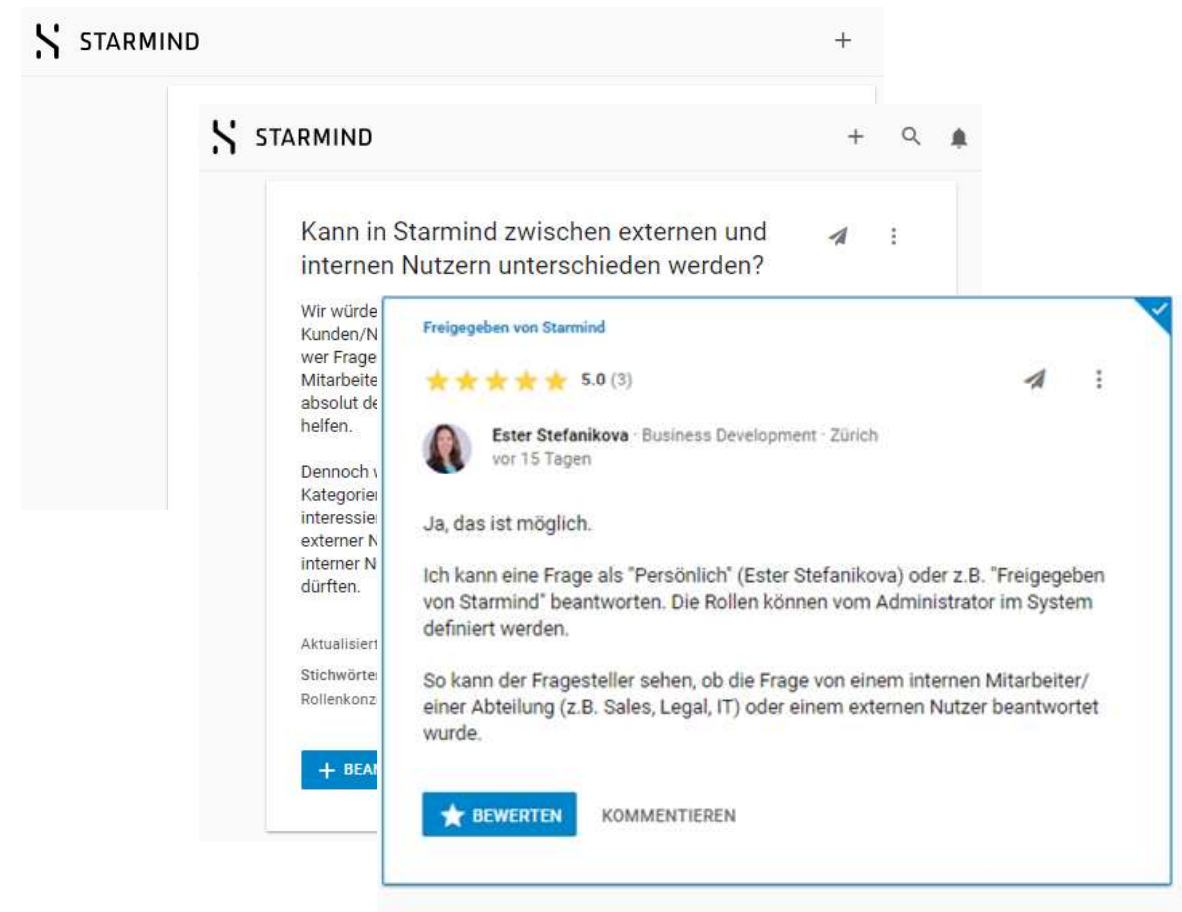 STARMIND
STARMIND
Kann in Starmind zwischen externen und
internen Nutzern unterschieden werden?
Wir würde
Kunden/N
wer Frage
Mitarbeite
absolut de
helfen.
Dennoch
Kategorie
interessie
externer N
interner N
dürften.
Aktualisiert
Stichwörte
Rollenkonz
+ BEA
Freigegeben von Starmind
5.0 (3)
Ester Stefanikova · Business Development · Zürich
vor 15 Tagen
Ja, das ist möglich.
Ich kann eine Frage als "Persönlich" (Ester Stefanikova) oder z.B. "Freigegeben
von Starmind" beantworten. Die Rollen können vom Administrator im System
definiert werden.
So kann der Fragesteller sehen, ob die Frage von einem internen Mitarbeiter/
einer Abteilung (z.B. Sales, Legal, IT) oder einem externen Nutzer beantwortet
wurde.
BEWERTEN KOMMENTIEREN